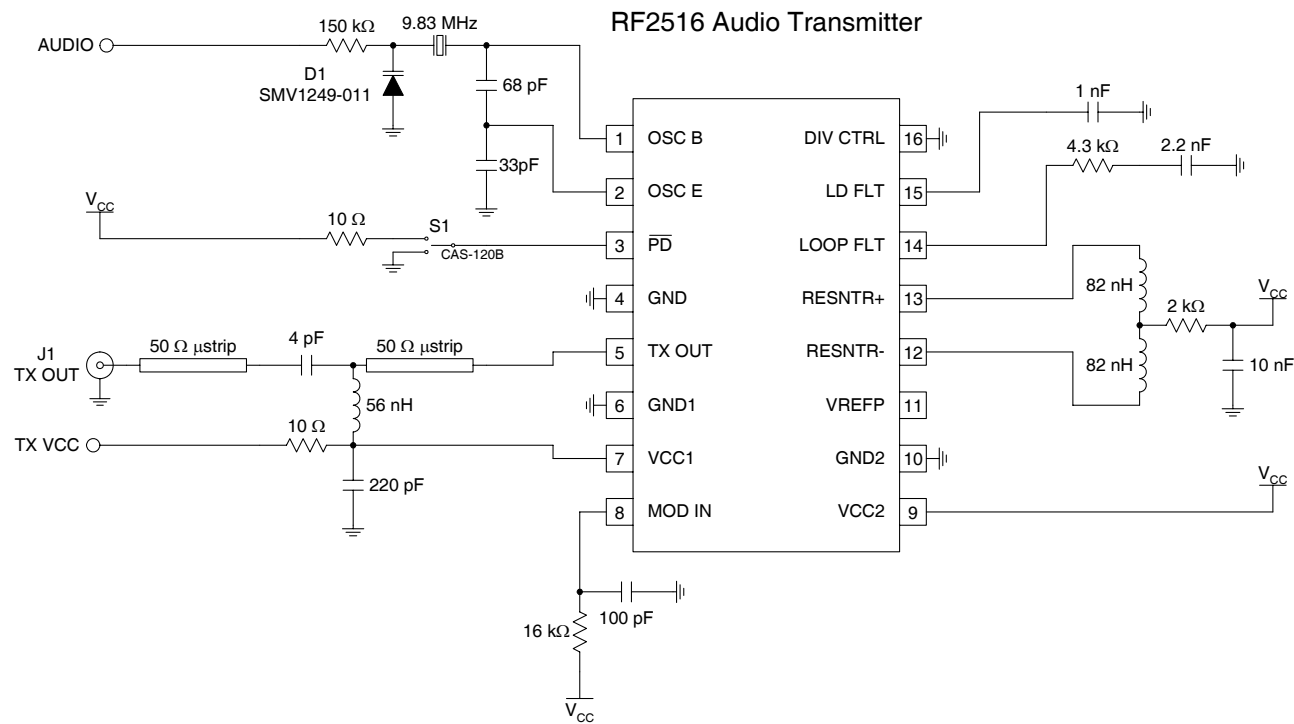 RF2516 Audio Transmitter
AUDIO
150 kΩ
9.83 MHz
D1
SMV1249-011
68 pF
33pF
V_CC
10 Ω
S1
CAS-120B
J1
TX OUT
50 Ω µstrip
4 pF
50 Ω µstrip
56 nH
TX VCC
10 Ω
220 pF
1 OSC B
2 OSC E
3 P̅D̅
4 GND
5 TX OUT
6 GND1
7 VCC1
8 MOD IN
DIV CTRL 16
LD FLT 15
LOOP FLT 14
RESNTR+ 13
RESNTR- 12
VREFP 11
GND2 10
VCC2 9
1 nF
4.3 kΩ
2.2 nF
82 nH
82 nH
2 kΩ
V_CC
10 nF
V_CC
100 pF
16 kΩ
V_CC